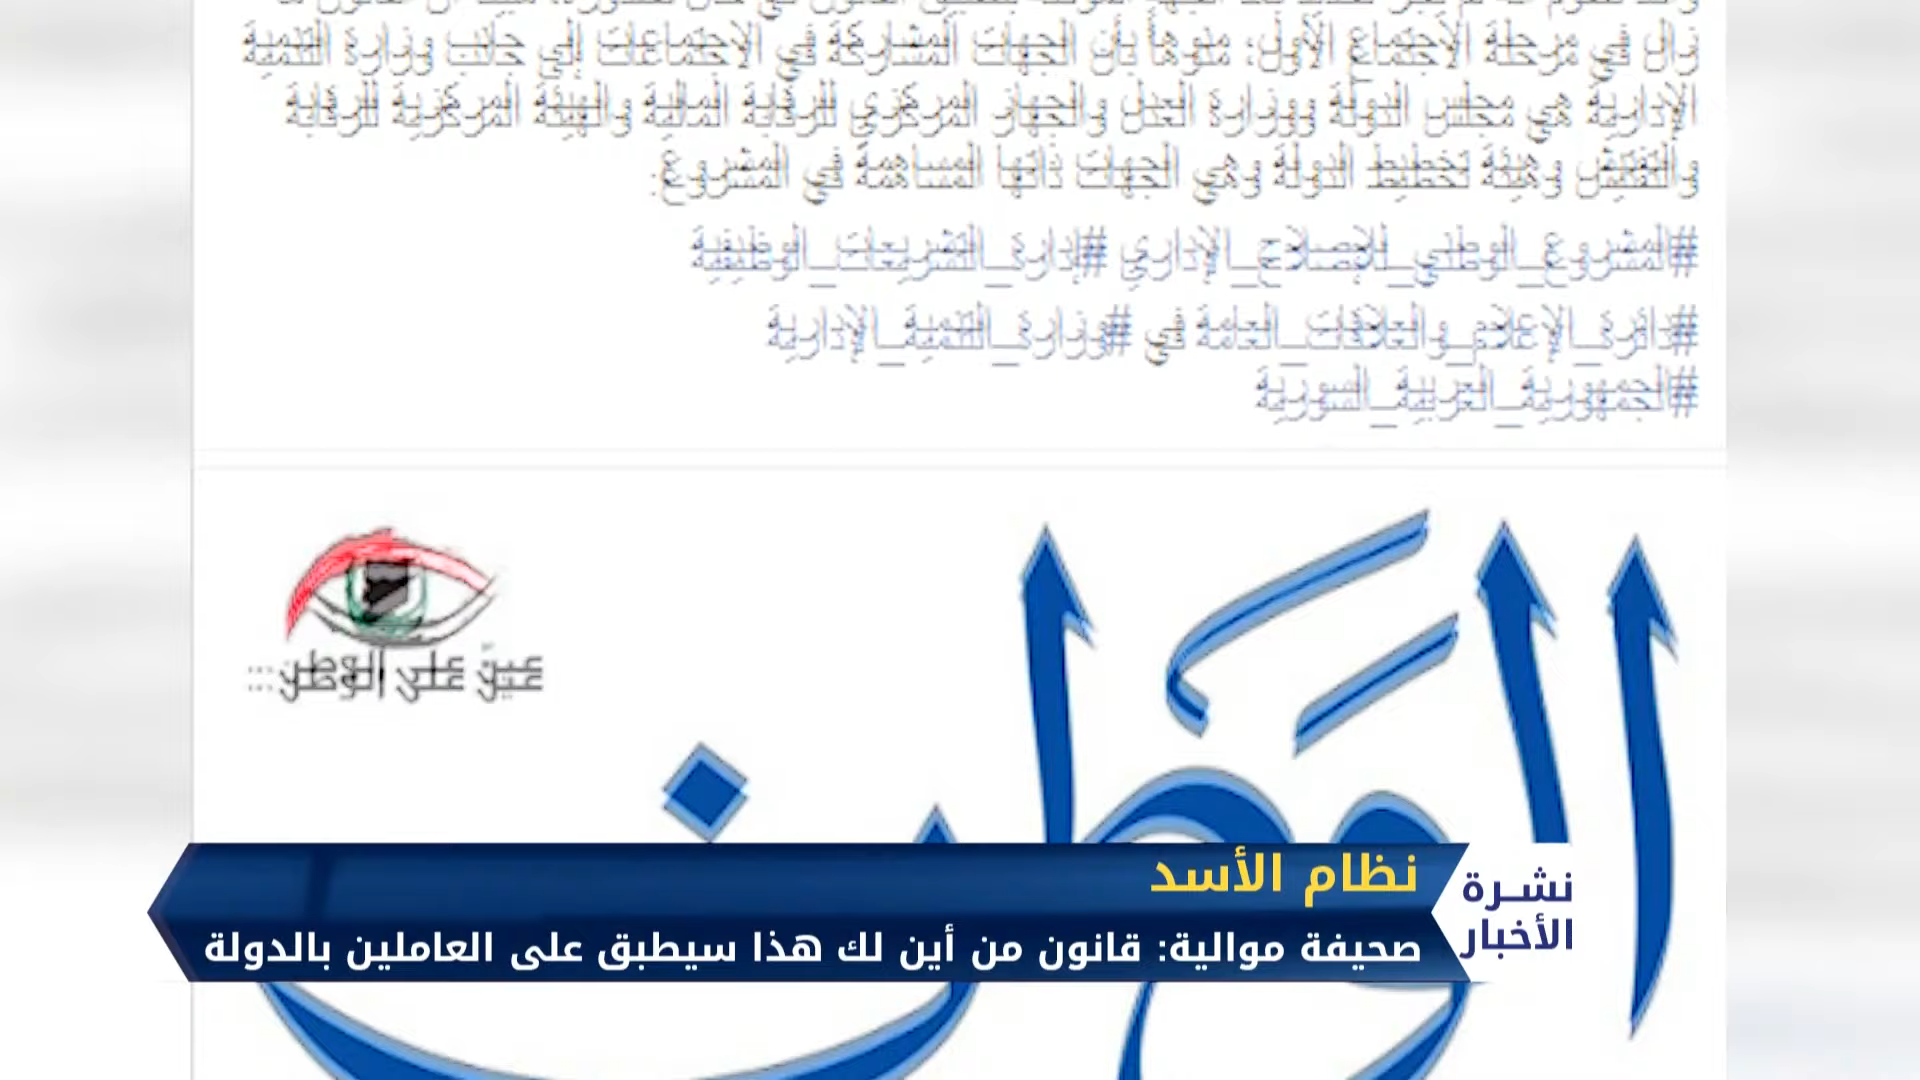 زال في مرحلة الاجتماع الأول، منوهاً بأن الجهات المشاركة في الاجتماعات إلى جانب وزارة التنمية
الإدارية هي مجلس الدولة ووزارة العدل والجهاز المركزي للرقابة المالية والهيئة المركزية للرقابة
والتفتيش وهيئة تخطيط الدولة وهي الجهات ذاتها المساهمة في المشروع.
#المشروع_الوطني_للإصلاح_الإداري #إدارة_التشريعات_الوظيفية
#دائرة_الإعلام_والعلاقات_العامة في #وزارة_التنمية_الإدارية
#الجمهورية_العربية_السورية
عين على الوطن...
الوَطن
نظام الأسد
صحيفة موالية: قانون من أين لك هذا سيطبق على العاملين بالدولة
نشرة
الأخبار